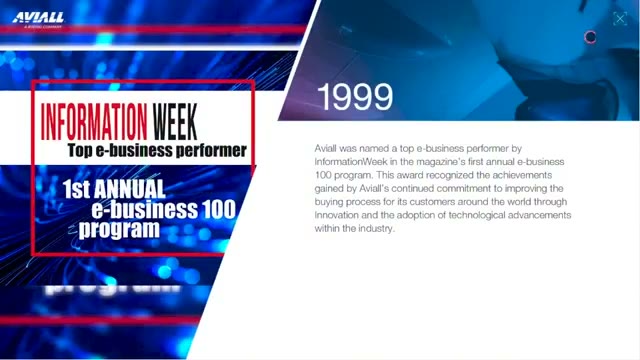 AVIALL
INFORMATION WEEK
Top e-business performer
1st ANNUAL
e-business 100
program
program
1999
Aviall was named a top e-business performer by
InformationWeek in the magazine's first annual e-business
100 program. This award recognized the achievements
gained by Aviall's continued commitment to improving the
buying process for its customers around the world through
Innovation and the adoption of technological advancements
within the industry.